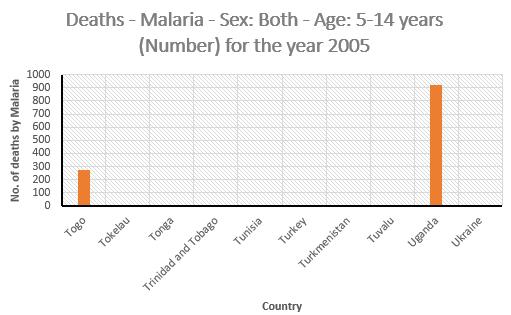 Deaths - Malaria - Sex: Both - Age: 5-14 years
(Number) for the year 2005
No. of deaths by Malaria
1000
900
800
700
600
500
400
300
200
100
0
Togo
Tokelau
Tonga
Trinidad and Tobago
Tunisia
Turkey
Turkmenistan
Tuvalu
Uganda
Ukraine
Country